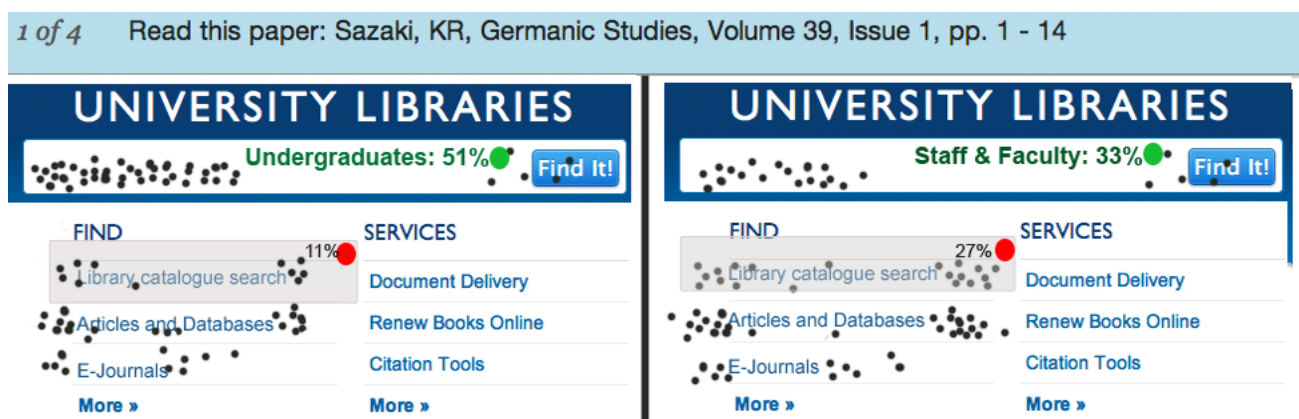 1 of 4 Read this paper: Sazaki, KR, Germanic Studies, Volume 39, Issue 1, pp. 1 - 14
UNIVERSITY LIBRARIES
Undergraduates: 51% Find It!
FIND SERVICES
11%
Library catalogue search Document Delivery
Articles and Databases Renew Books Online
E-Journals Citation Tools
More » More »
UNIVERSITY LIBRARIES
Staff & Faculty: 33% Find It!
FIND SERVICES
27%
Library catalogue search Document Delivery
Articles and Databases Renew Books Online
E-Journals Citation Tools
More » More »